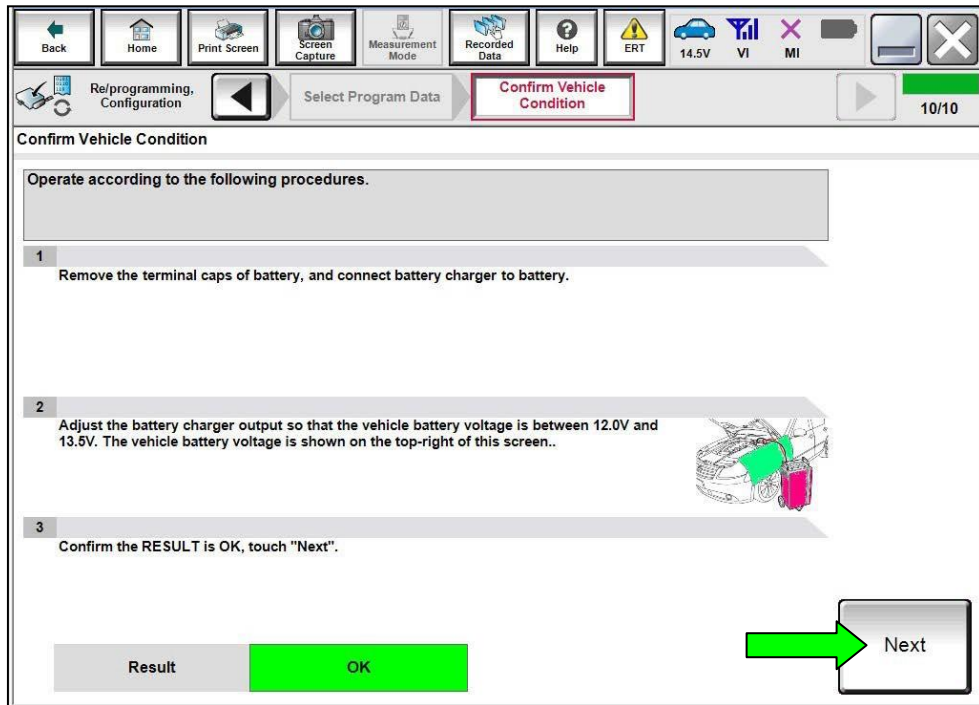 Back
Home
Print Screen
Screen
Capture
Measurement
Mode
Recorded
Data
Help
ERT
14.5V
VI
MI
Re/programming,
Configuration
Select Program Data
Confirm Vehicle
Condition
10/10
Confirm Vehicle Condition
Operate according to the following procedures.
1
Remove the terminal caps of battery, and connect battery charger to battery.
2
Adjust the battery charger output so that the vehicle battery voltage is between 12.0V and
13.5V. The vehicle battery voltage is shown on the top-right of this screen..
3
Confirm the RESULT is OK, touch "Next".
Next
Result
OK